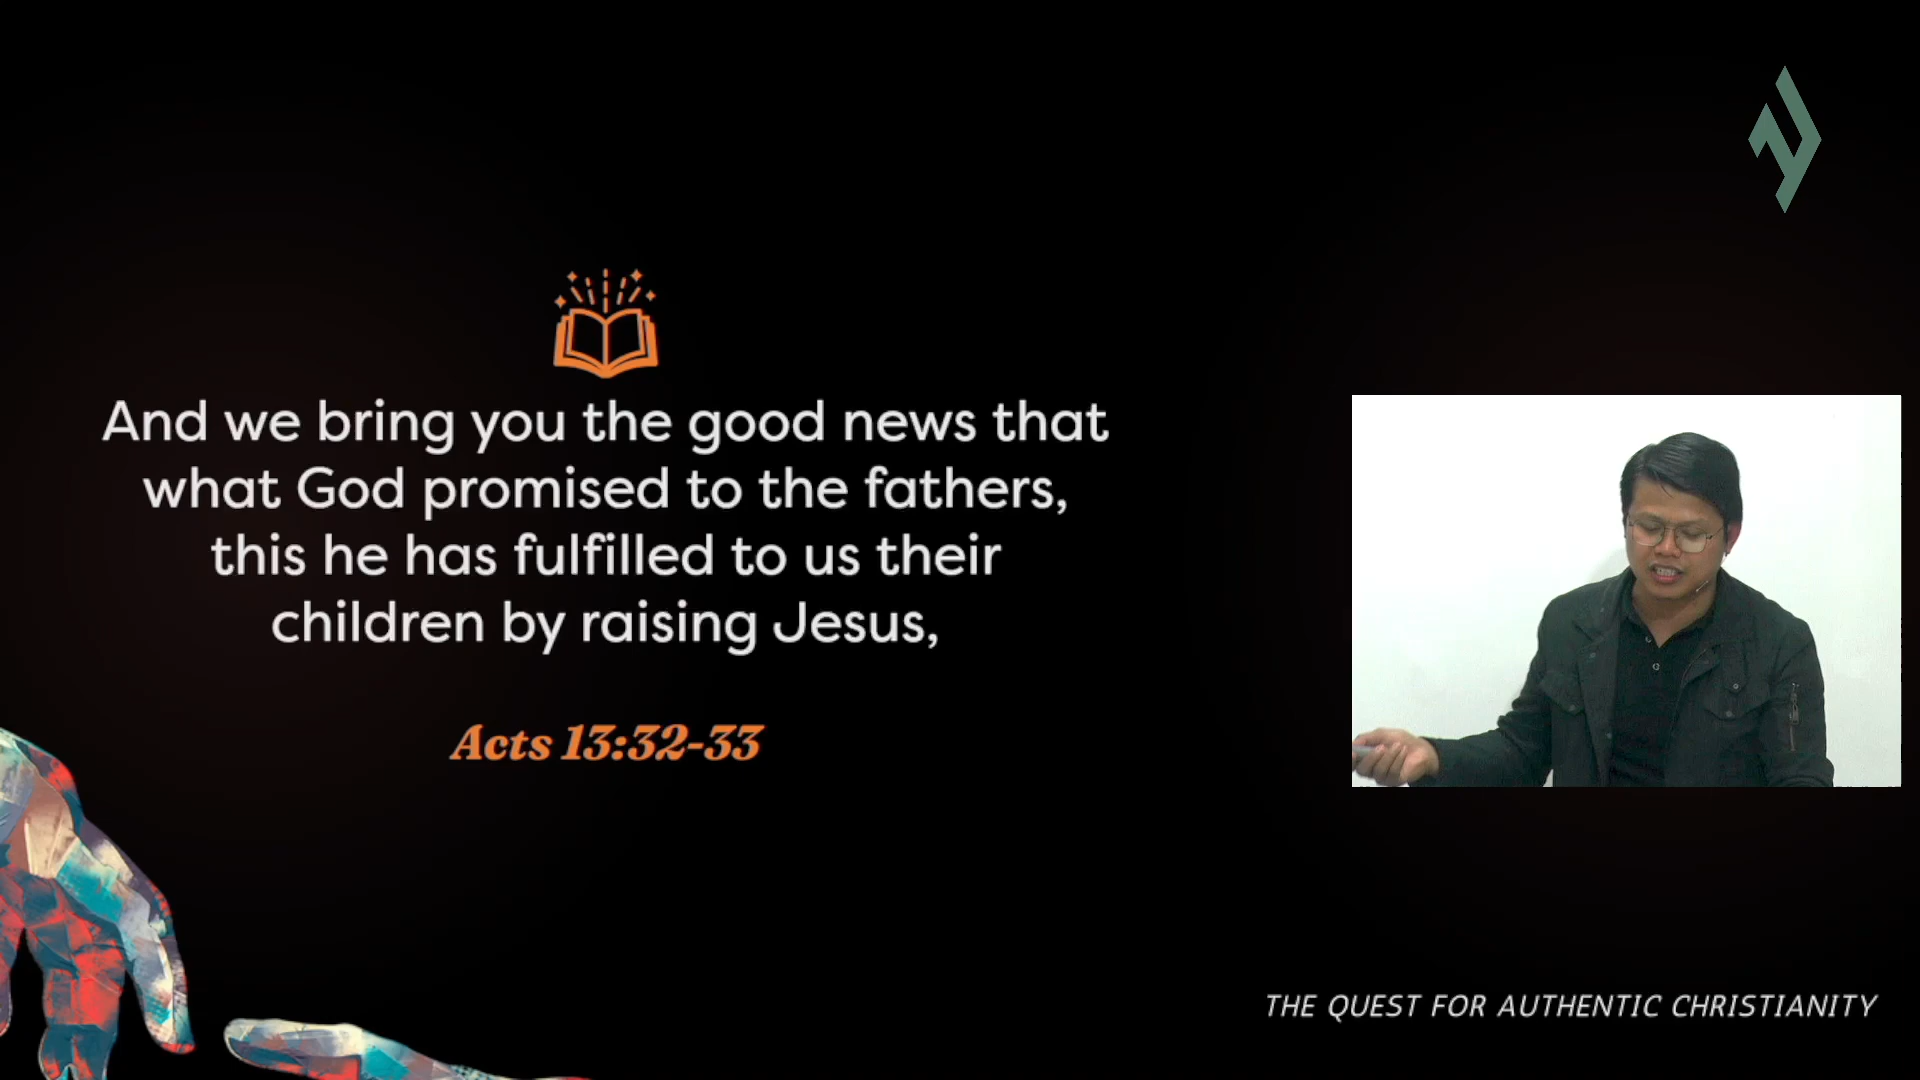 And we bring you the good news that
what God promised to the fathers,
this he has fulfilled to us their
children by raising Jesus,
Acts 13:32-33
THE QUEST FOR AUTHENTIC CHRISTIANITY